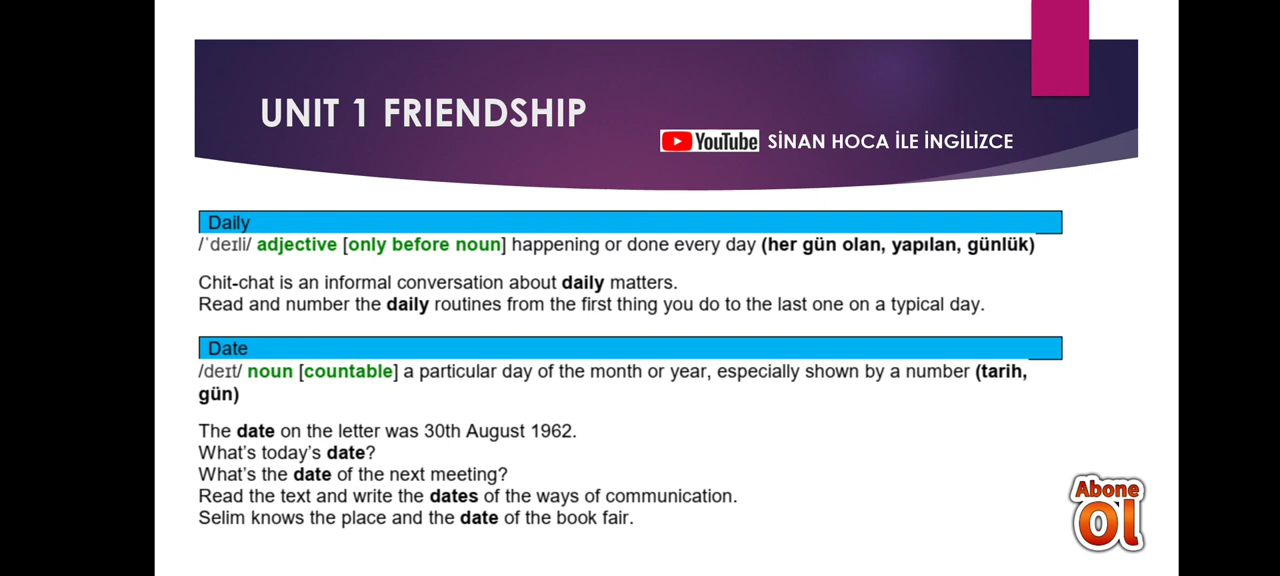 UNIT 1 FRIENDSHIP
YouTube SİNAN HOCA İLE İNGİLİZCE
Daily
/ˈdeɪli/ adjective [only before noun] happening or done every day (her gün olan, yapılan, günlük)
Chit-chat is an informal conversation about daily matters.
Read and number the daily routines from the first thing you do to the last one on a typical day.
Date
/deɪt/ noun [countable] a particular day of the month or year, especially shown by a number (tarih,
gün)
The date on the letter was 30th August 1962.
What’s today’s date?
What’s the date of the next meeting?
Read the text and write the dates of the ways of communication.
Selim knows the place and the date of the book fair.
Abone
ol